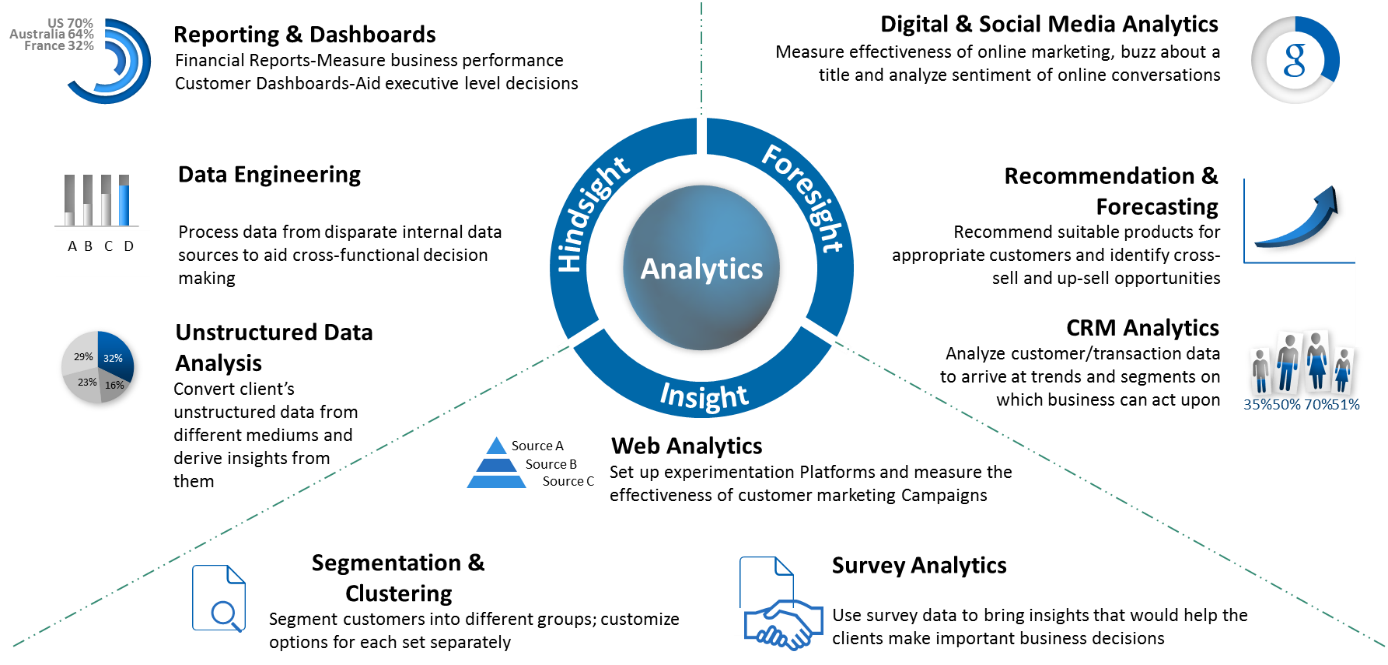 US 70%
Australia 64%
France 32%
Reporting & Dashboards
Financial Reports-Measure business performance
Customer Dashboards-Aid executive level decisions
Data Engineering
Process data from disparate internal data
sources to aid cross-functional decision
making
A B C D
Unstructured Data
Analysis
Convert client's
unstructured data from
different mediums and
derive insights from
them
29%
32%
23%
16%
Hindsight
Foresight
Insight
Analytics
Digital & Social Media Analytics
Measure effectiveness of online marketing, buzz about a
title and analyze sentiment of online conversations
g
Recommendation &
Forecasting
Recommend suitable products for
appropriate customers and identify cross-
sell and up-sell opportunities
CRM Analytics
Analyze customer/transaction data
to arrive at trends and segments on
which business can act upon
35% 50% 70% 51%
Source A
Source B
Source C
Web Analytics
Set up experimentation Platforms and measure the
effectiveness of customer marketing Campaigns
Segmentation &
Clustering
Segment customers into different groups; customize
options for each set separately
Survey Analytics
Use survey data to bring insights that would help the
clients make important business decisions